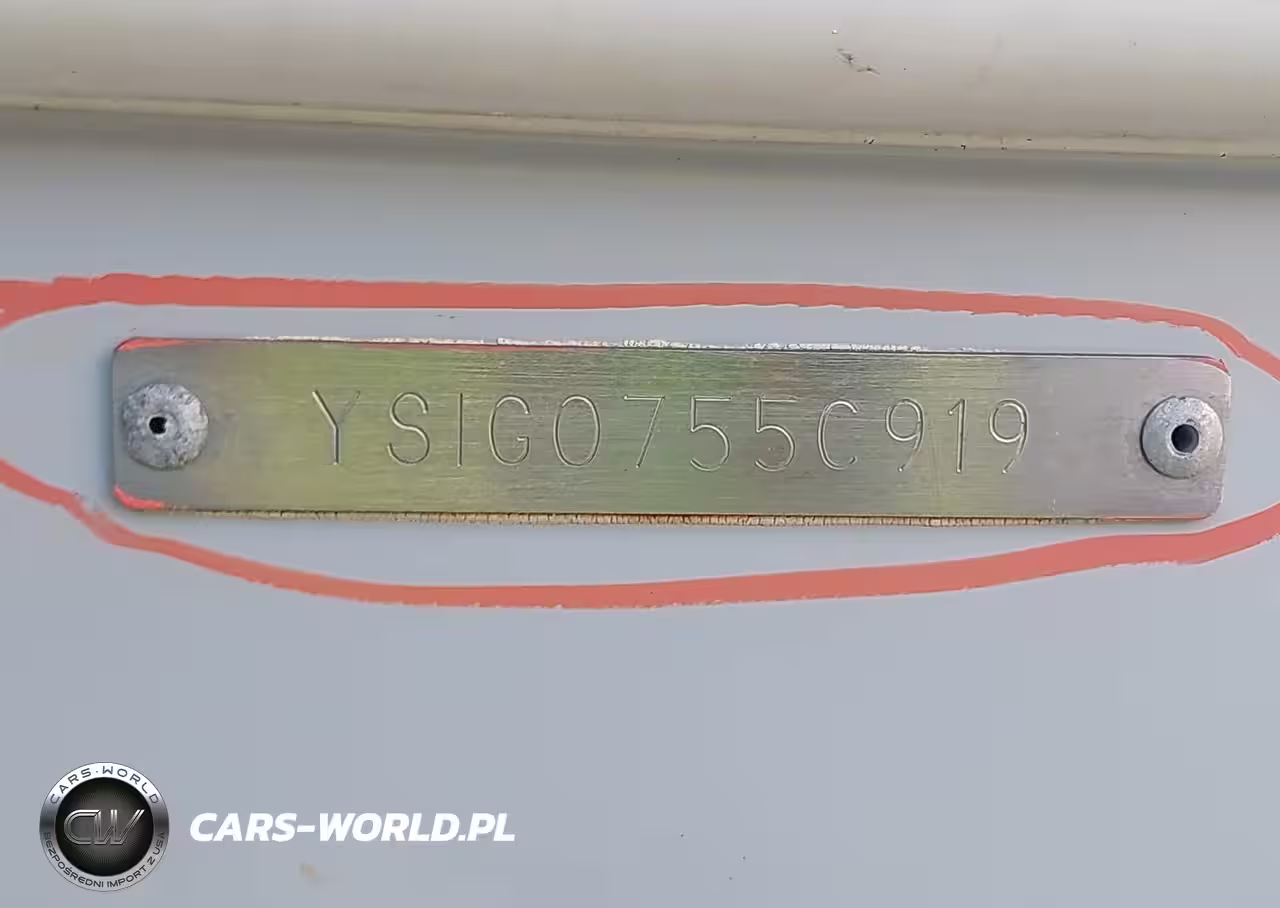 YSIG0755C919
CARS-WORLD
CW
BEZPOŚREDNI IMPORT Z USA
CARS-WORLD.PL